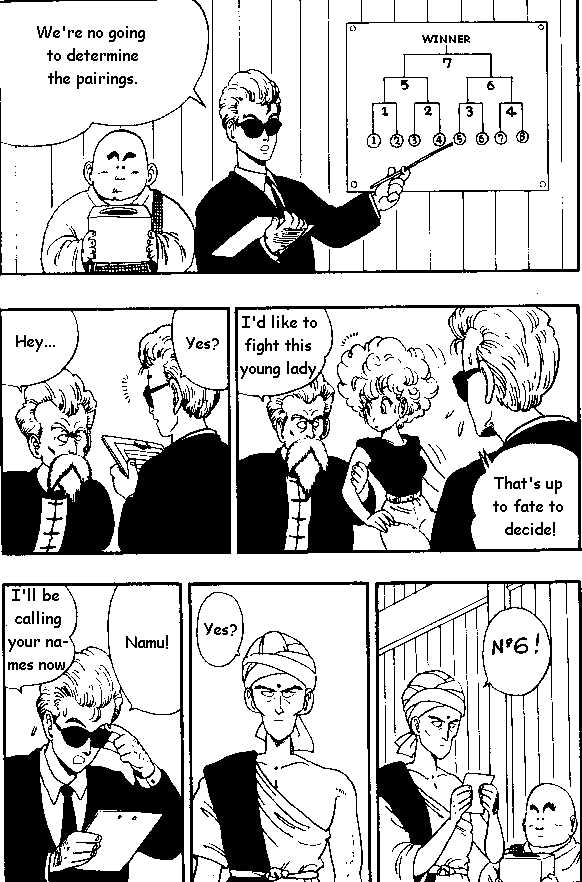 We're no going
to determine
the pairings.
WINNER
7
5 6
1 2 3 4
① ② ③ ④ ⑤ ⑥ ⑦ ⑧
Hey...
Yes?
I'd like to
fight this
young lady.
That's up
to fate to
decide!
I'll be
calling
your na-
mes now
Namu!
Yes?
Nº6!